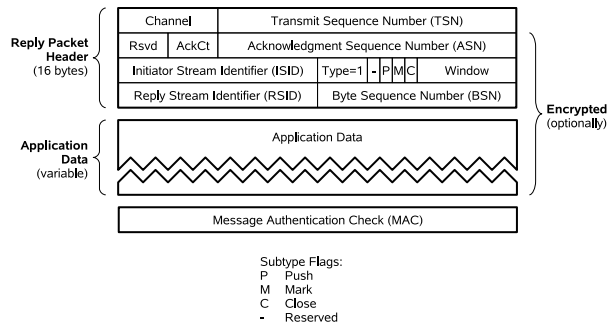 Reply Packet
Header
(16 bytes)
Channel
Transmit Sequence Number (TSN)
Rsvd
AckCt
Acknowledgment Sequence Number (ASN)
Initiator Stream Identifier (ISID)
Type=1
-
P
M
C
Window
Reply Stream Identifier (RSID)
Byte Sequence Number (BSN)
Encrypted
(optionally)
Application
Data
(variable)
Application Data
Message Authentication Check (MAC)
Subtype Flags:
P Push
M Mark
C Close
- Reserved